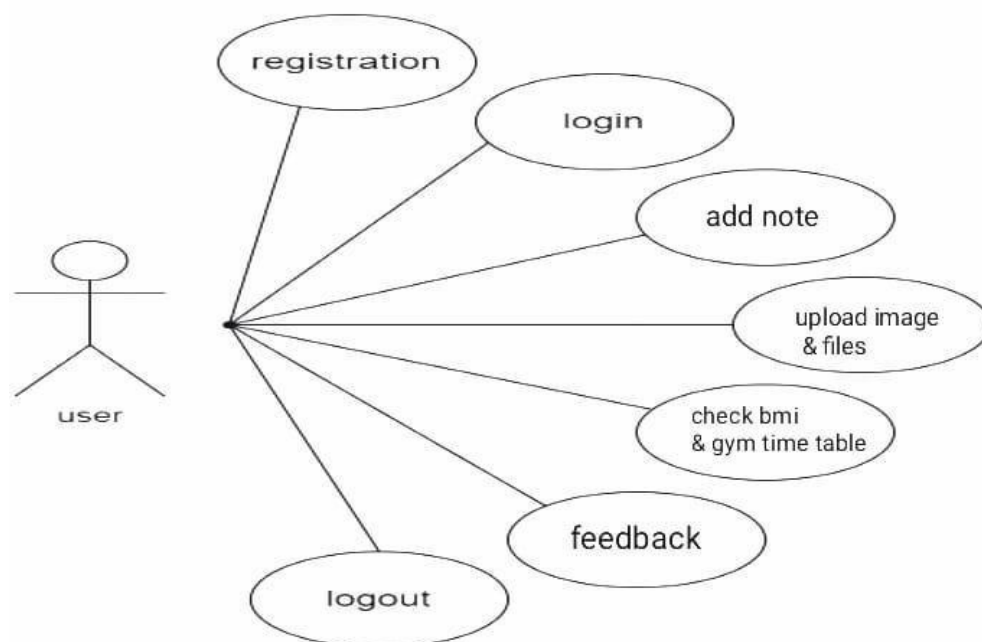 registration
login
add note
upload image
& files
check bmi
& gym time table
user
feedback
logout